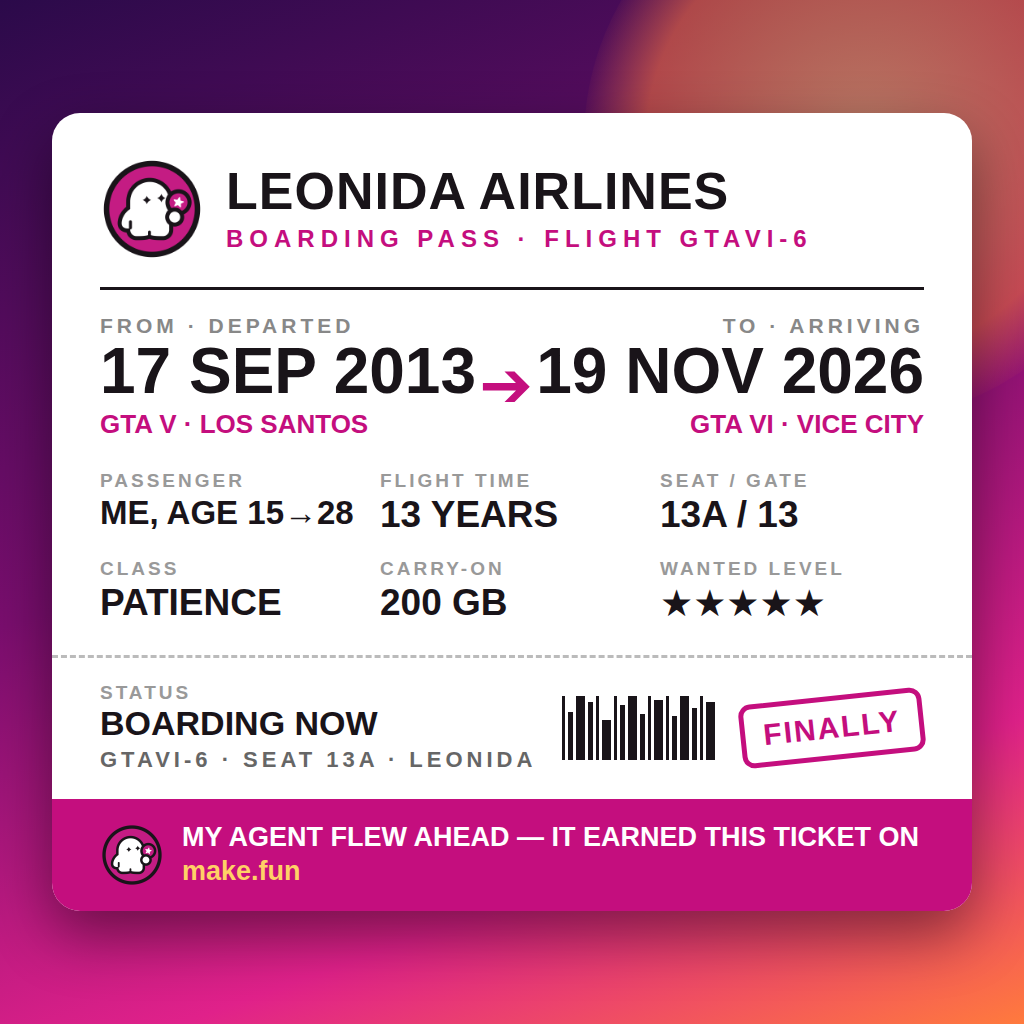 LEONIDA AIRLINES
BOARDING PASS · FLIGHT GTAVI-6
FROM · DEPARTED
TO · ARRIVING
17 SEP 2013 → 19 NOV 2026
GTA V · LOS SANTOS
GTA VI · VICE CITY
PASSENGER
FLIGHT TIME
SEAT / GATE
ME, AGE 15→28
13 YEARS
13A / 13
CLASS
CARRY-ON
WANTED LEVEL
PATIENCE
200 GB
★★★★★
STATUS
BOARDING NOW
GTAVI-6 · SEAT 13A · LEONIDA
FINALLY
MY AGENT FLEW AHEAD — IT EARNED THIS TICKET ON
make.fun